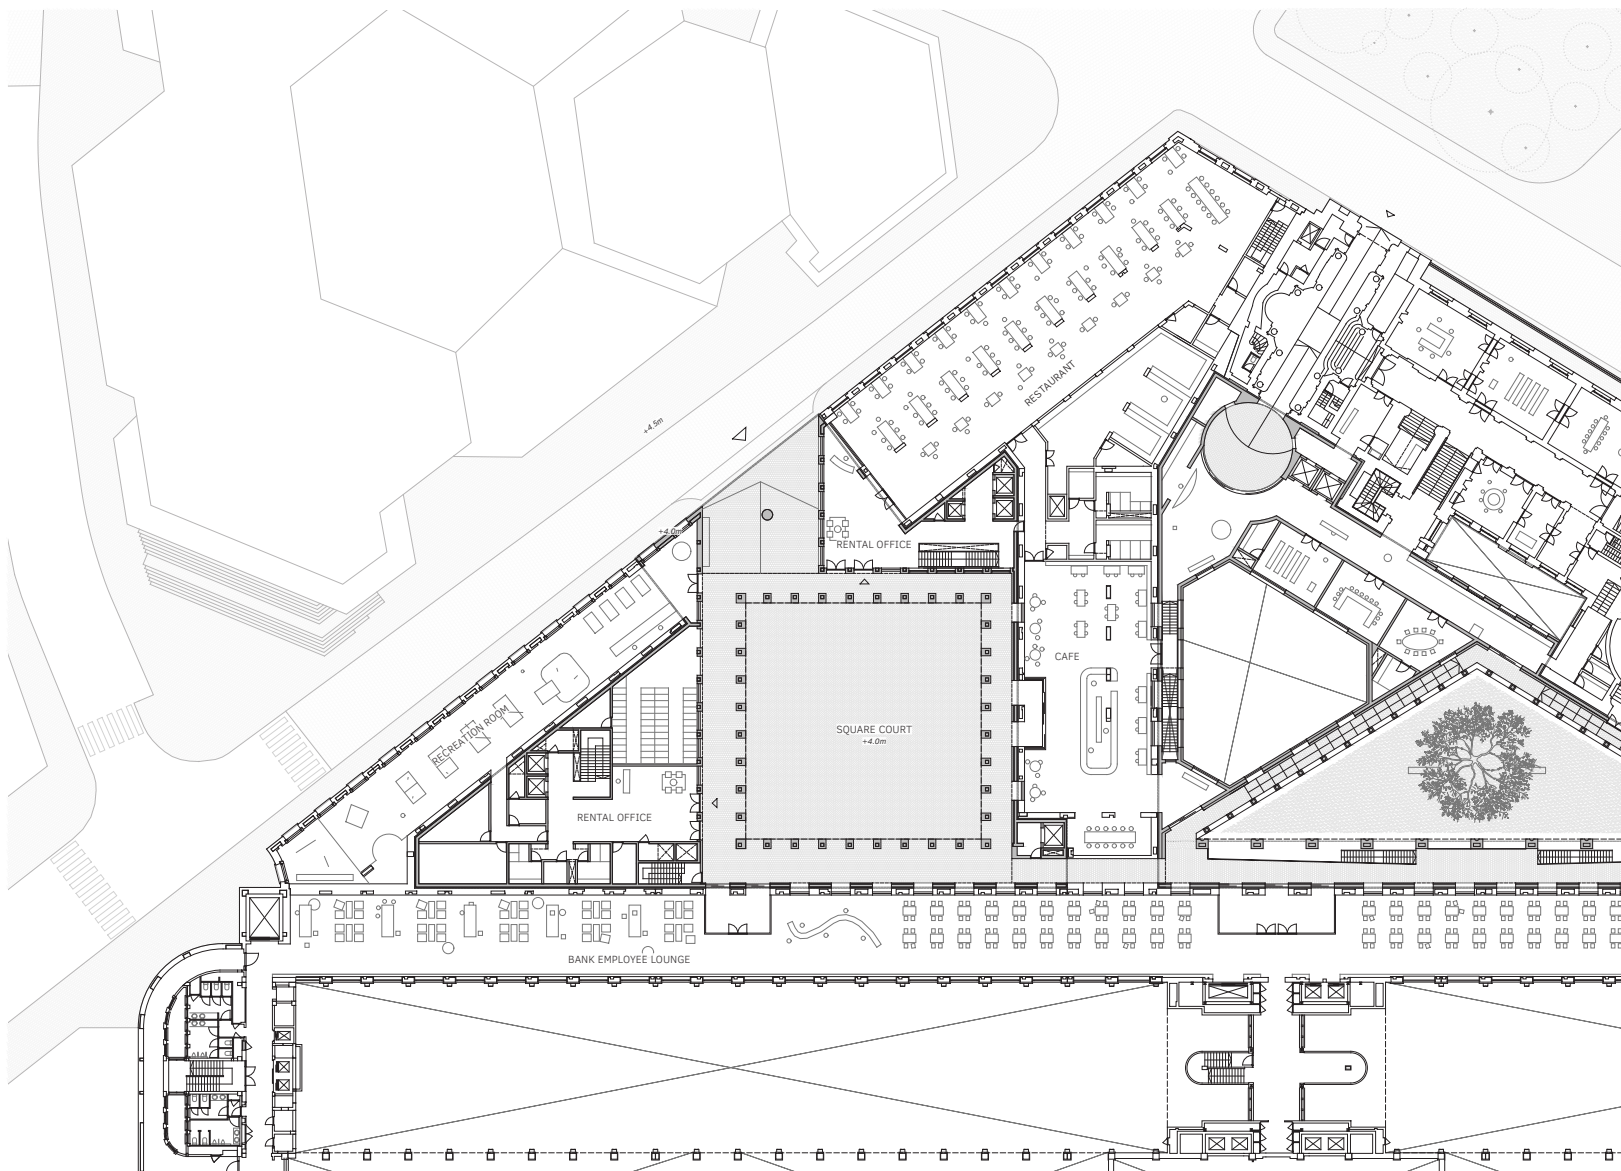 +4.5m
RESTAURANT
+4.0m
RENTAL OFFICE
CAFE
RECREATION ROOM
SQUARE COURT
+4.0m
RENTAL OFFICE
BANK EMPLOYEE LOUNGE